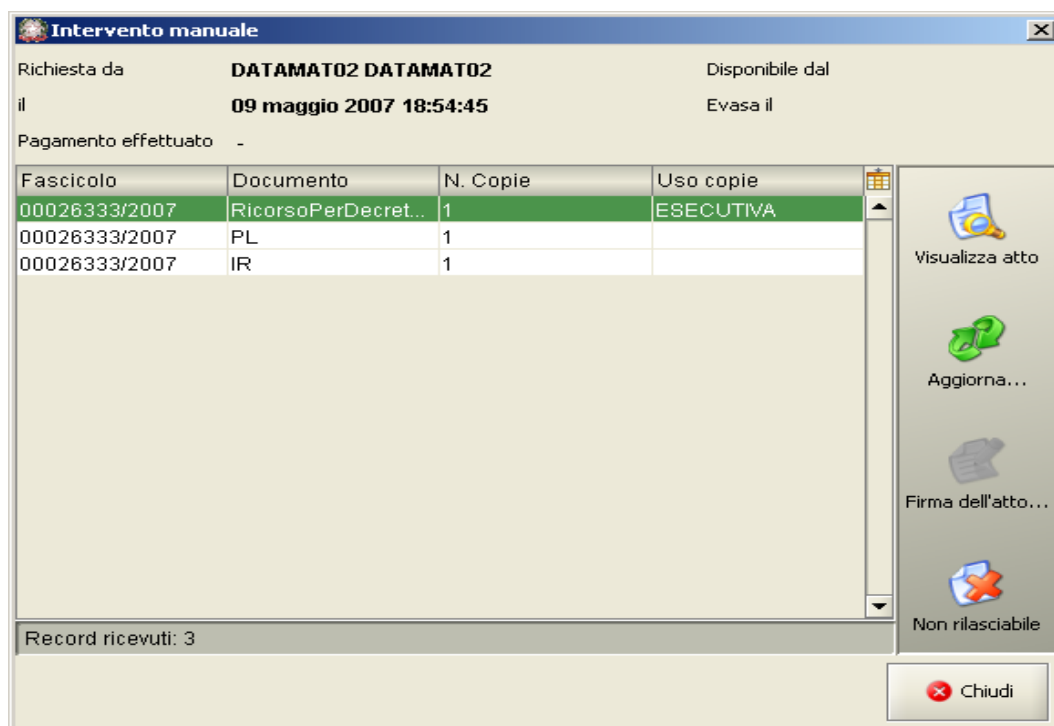 Intervento manuale
Richiesta da DATAMAT02 DATAMAT02 Disponibile dal
il 09 maggio 2007 18:54:45 Evasa il
Pagamento effettuato -
Fascicolo Documento N. Copie Uso copie
00026333/2007 RicorsoPerDecret... 1 ESECUTIVA
00026333/2007 PL 1
00026333/2007 IR 1
Visualizza atto
Aggiorna...
Firma dell'atto...
Non rilasciabile
Record ricevuti: 3
Chiudi